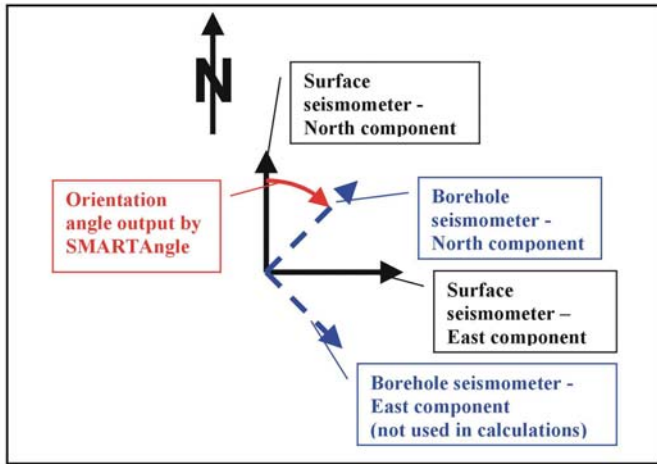 N
Surface
seismometer -
North component
Orientation
angle output by
SMARTAngle
Borehole
seismometer -
North component
Surface
seismometer –
East component
Borehole seismometer -
East component
(not used in calculations)